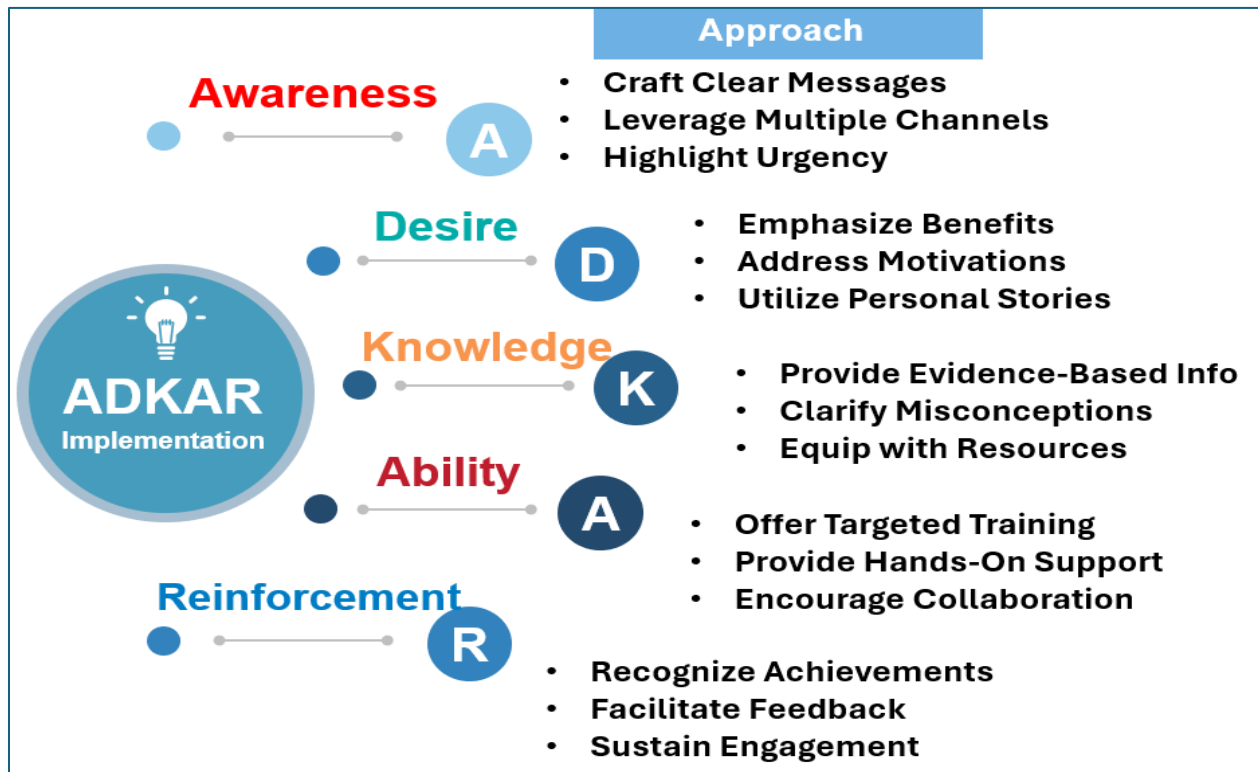 Approach
Awareness
A
• Craft Clear Messages
• Leverage Multiple Channels
• Highlight Urgency
Desire
D
• Emphasize Benefits
• Address Motivations
• Utilize Personal Stories
ADKAR
Implementation
Knowledge
K
• Provide Evidence-Based Info
• Clarify Misconceptions
• Equip with Resources
Ability
A
• Offer Targeted Training
• Provide Hands-On Support
• Encourage Collaboration
Reinforcement
R
• Recognize Achievements
• Facilitate Feedback
• Sustain Engagement